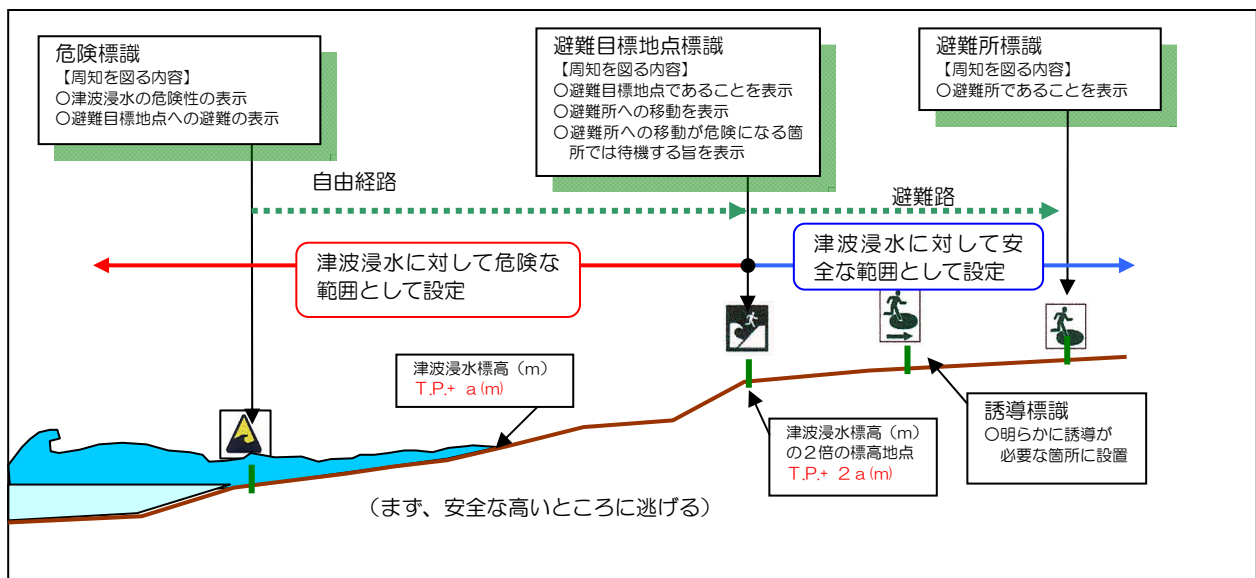 危険標識
【周知を図る内容】
〇津波浸水の危険性の表示
〇避難目標地点への避難の表示
避難目標地点標識
【周知を図る内容】
〇避難目標地点であることを表示
〇避難所への移動を表示
〇避難所への移動が危険になる箇
所では待機する旨を表示
避難所標識
【周知を図る内容】
〇避難所であることを表示
自由経路
避難路
津波浸水に対して危険な
範囲として設定
津波浸水に対して安
全な範囲として設定
津波浸水標高（m）
T.P.+ a(m)
津波浸水標高（m）
の２倍の標高地点
T.P.+ 2a(m)
誘導標識
〇明らかに誘導が
必要な箇所に設置
（まず、安全な高いところに逃げる）